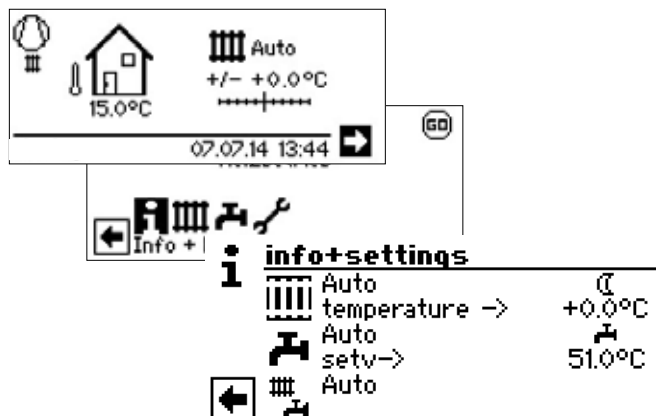 Auto
+/- +0.0°C
15.0°C
07.07.14 13:44
GO
Info +
info+settings
Auto
temperature -> +0.0°C
Auto
setv-> 51.0°C
Auto